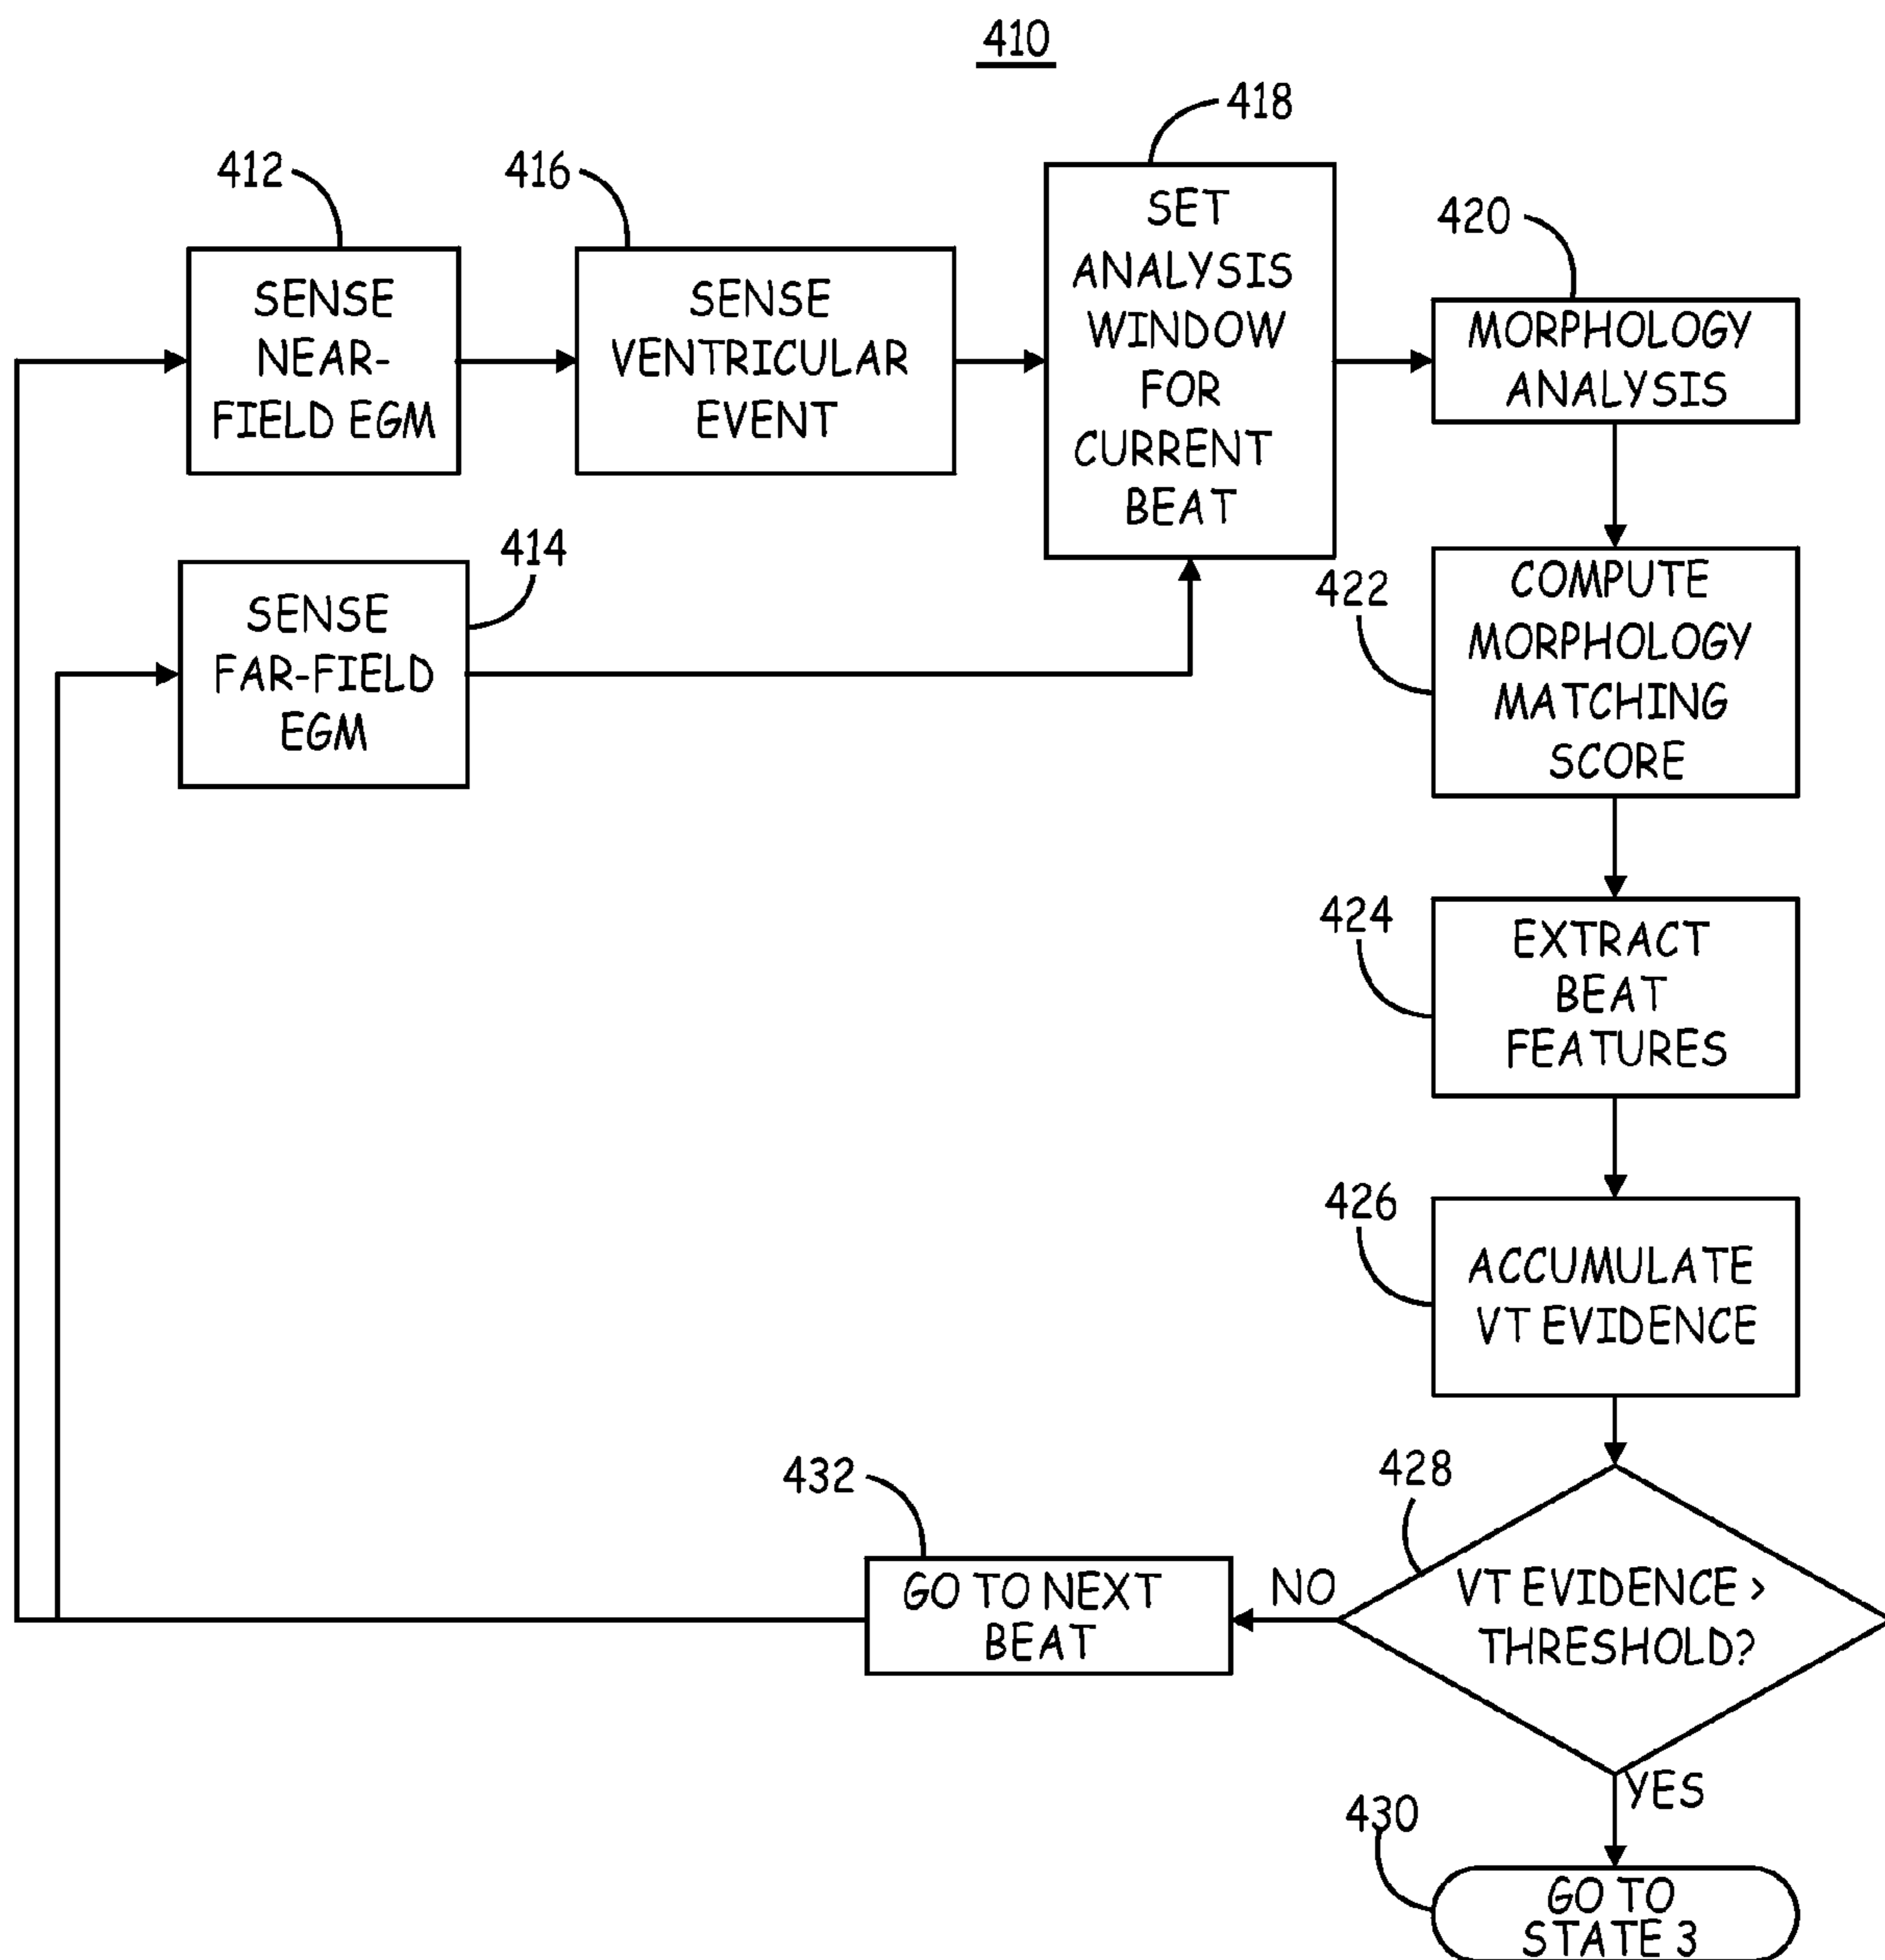 410
418
412
416
420
SET
ANALYSIS
WINDOW
FOR
CURRENT
BEAT
SENSE
NEAR-
FIELD EGM
SENSE
VENTRICULAR
EVENT
MORPHOLOGY
ANALYSIS
414
SENSE
FAR-FIELD
EGM
422
COMPUTE
MORPHOLOGY
MATCHING
SCORE
424
EXTRACT
BEAT
FEATURES
426
ACCUMULATE
VT EVIDENCE
428
VT EVIDENCE >
THRESHOLD?
NO
432
GO TO NEXT
BEAT
YES
430
GO TO
STATE 3